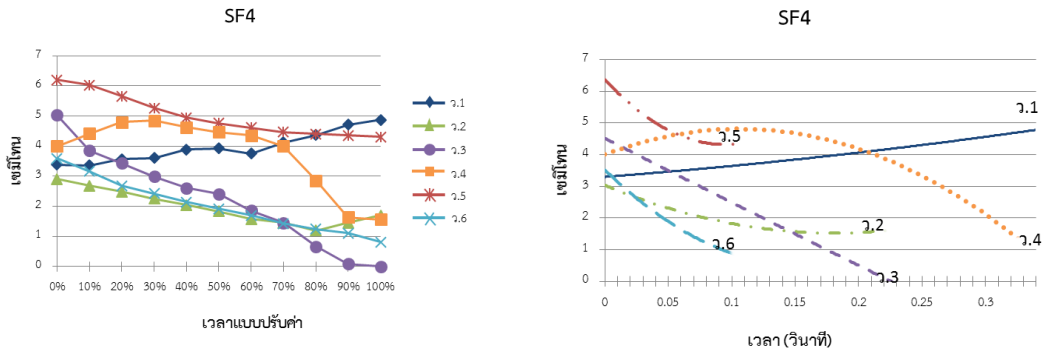 SF4
7
6
5
4
3
2
1
0
เซมิโทน
0% 10% 20% 30% 40% 50% 60% 70% 80% 90% 100%
เวลาแบบปรับค่า
ว.1
ว.2
ว.3
ว.4
ว.5
ว.6
SF4
7
6
5
4
3
2
1
0
เซมิโทน
ว.1
ว.5
ว.2
ว.6
ว.4
ว.3
0 0.05 0.1 0.15 0.2 0.25 0.3
เวลา (วินาที)